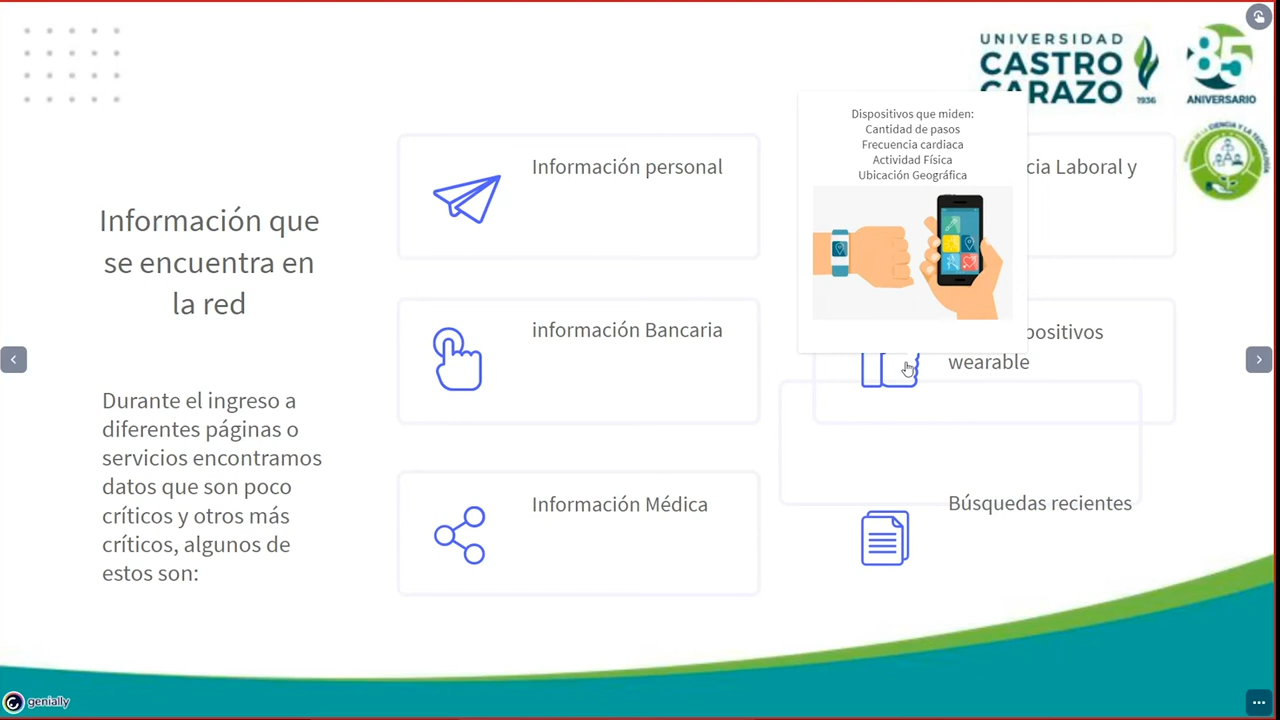 UNIVERSIDAD
CASTRO
CARAZO
1936
85
ANIVERSARIO
Información que
se encuentra en
la red
Durante el ingreso a
diferentes páginas o
servicios encontramos
datos que son poco
críticos y otros más
críticos, algunos de
estos son:
Información personal
información Bancaria
Información Médica
Dispositivos que miden:
Cantidad de pasos
Frecuencia cardiaca
Actividad Física
Ubicación Geográfica
cia Laboral y
positivos
wearable
Búsquedas recientes
genially